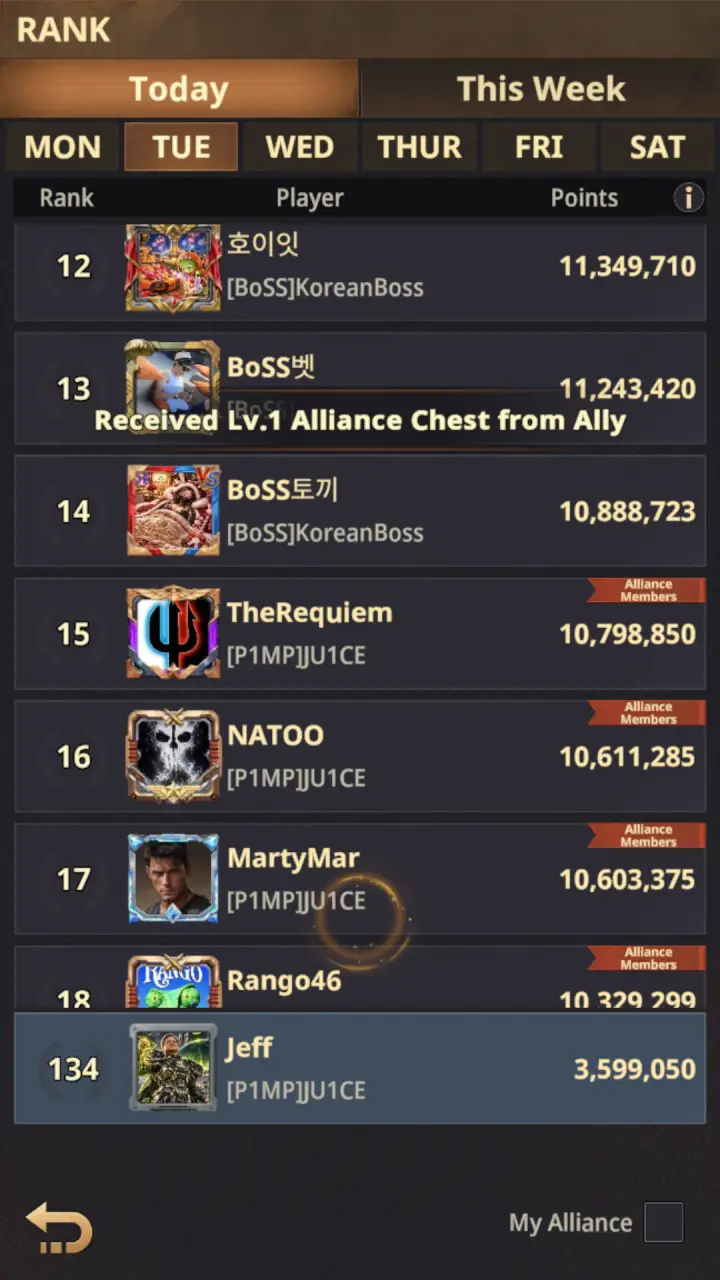 RANK
Today
This Week
MON TUE WED THUR FRI SAT
Rank Player Points
12 호이잇 11,349,710
[BoSS]KoreanBoss
13 BoSS벳 11,243,420
[BoSS]
Received Lv.1 Alliance Chest from Ally
14 BoSS토끼 10,888,723
[BoSS]KoreanBoss
Alliance
Members
15 TheRequiem 10,798,850
[P1MP]JU1CE
Alliance
Members
16 NATOO 10,611,285
[P1MP]JU1CE
Alliance
Members
17 MartyMar 10,603,375
[P1MP]JU1CE
Alliance
Members
RANGO
18 Rango46 10,329,299
134 Jeff 3,599,050
[P1MP]JU1CE
My Alliance